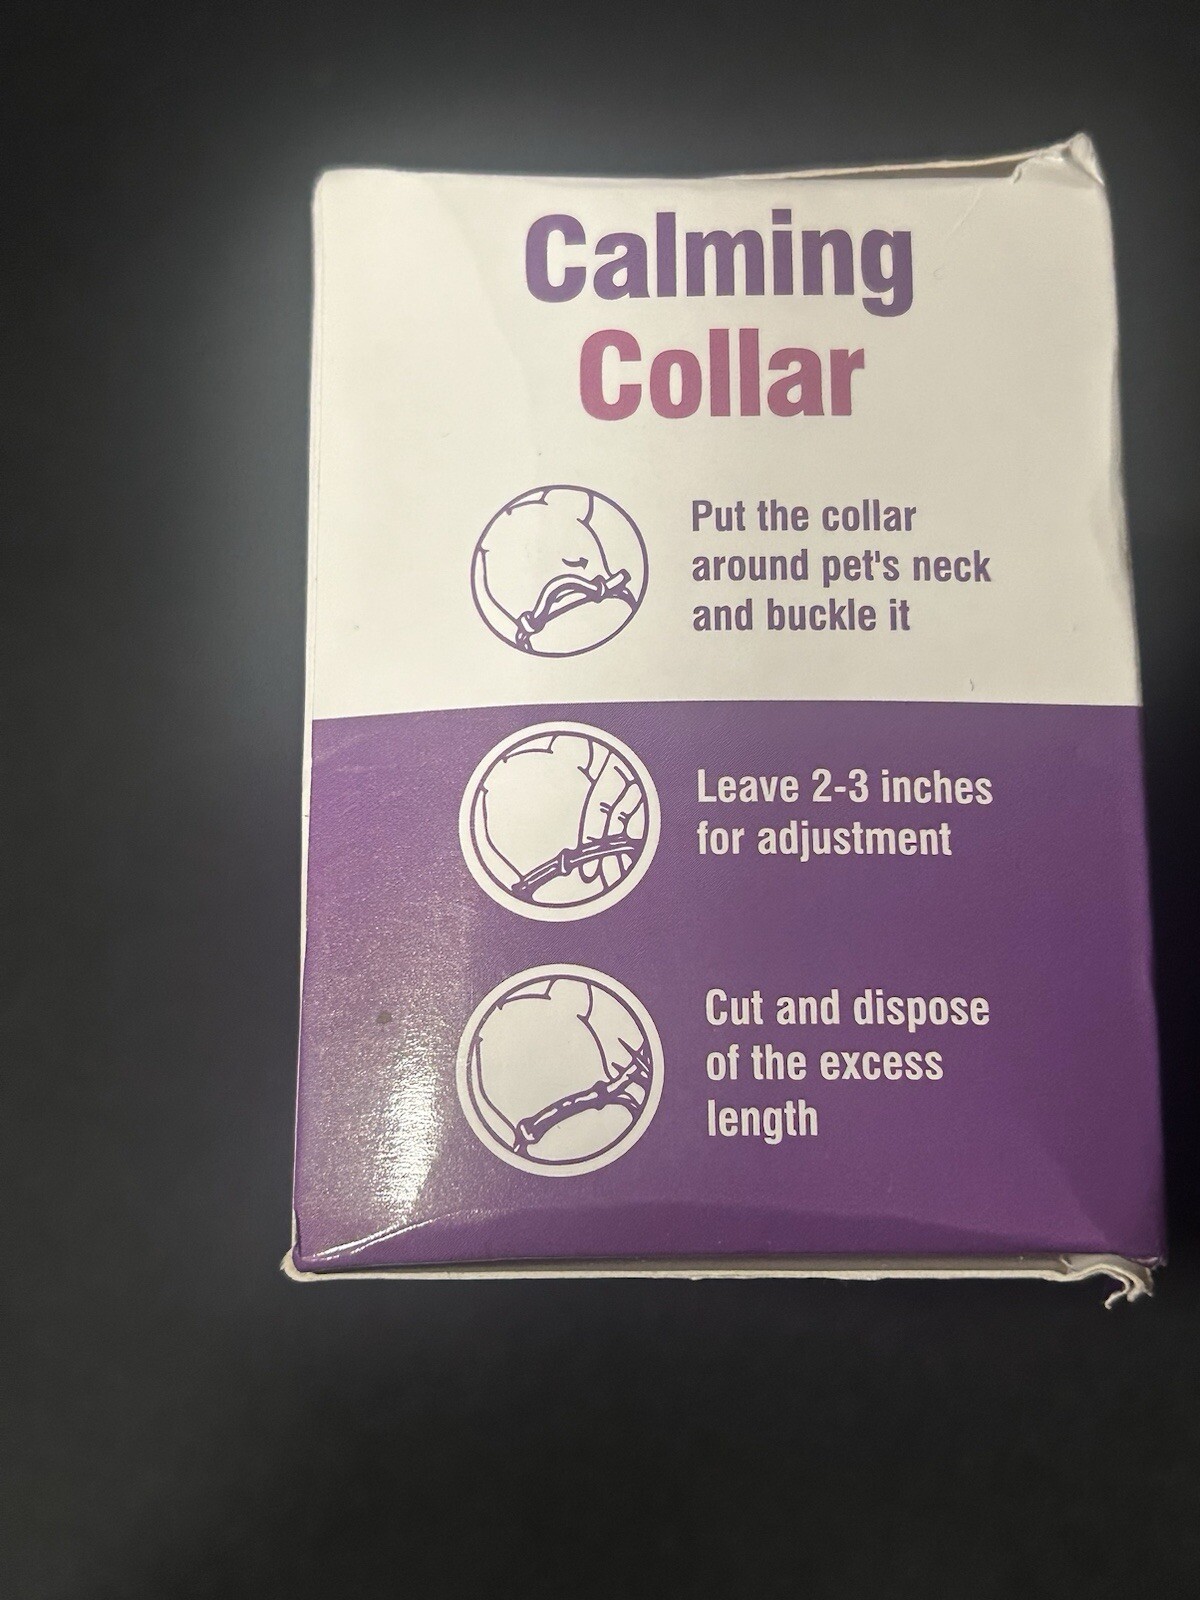 Calming
Collar
Put the collar
around pet's neck
and buckle it
Leave 2-3 inches
for adjustment
Cut and dispose
of the excess
length